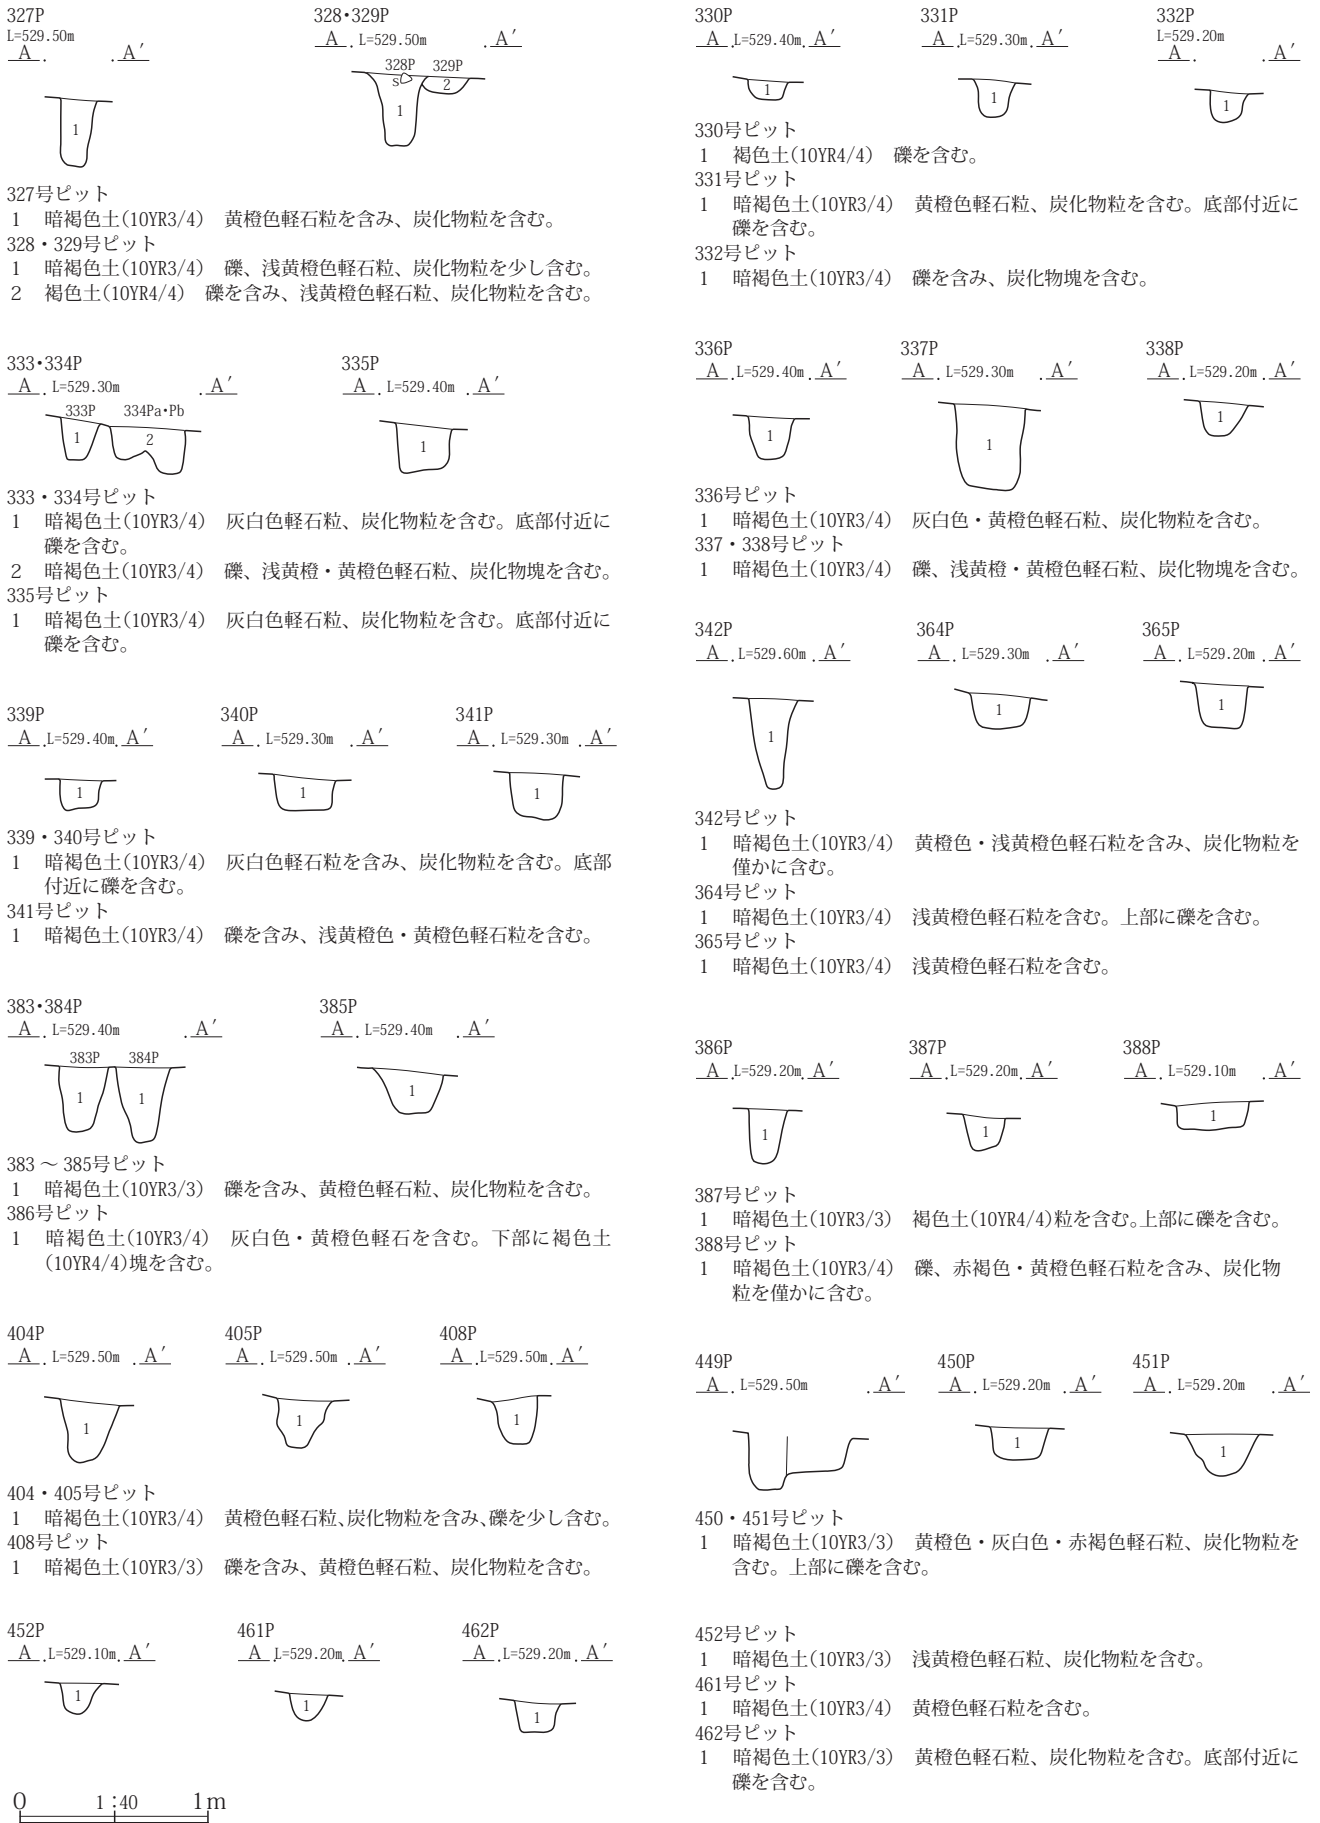 327P
L=529.50m
A . . A′
1
328・329P
A . L=529.50m . A′
328P 329P
S
2
1
327号ピット
1 暗褐色土(10YR3/4) 黄橙色軽石粒を含み、炭化物粒を含む。
328・329号ピット
1 暗褐色土(10YR3/4) 礫、浅黄橙色軽石粒、炭化物粒を少し含む。
2 褐色土(10YR4/4) 礫を含み、浅黄橙色軽石粒、炭化物粒を含む。
330P
A .L=529.40m. A′
1
331P
A .L=529.30m. A′
1
332P
L=529.20m
A . . A′
1
330号ピット
1 褐色土(10YR4/4) 礫を含む。
331号ピット
1 暗褐色土(10YR3/4) 黄橙色軽石粒、炭化物粒を含む。底部付近に
礫を含む。
332号ピット
1 暗褐色土(10YR3/4) 礫を含み、炭化物塊を含む。
333・334P
A . L=529.30m . A′
333P 334Pa・Pb
1 2
335P
A . L=529.40m . A′
1
333・334号ピット
1 暗褐色土(10YR3/4) 灰白色軽石粒、炭化物粒を含む。底部付近に
礫を含む。
2 暗褐色土(10YR3/4) 礫、浅黄橙・黄橙色軽石粒、炭化物塊を含む。
335号ピット
1 暗褐色土(10YR3/4) 灰白色軽石粒、炭化物粒を含む。底部付近に
礫を含む。
336P
A .L=529.40m. A′
1
337P
A . L=529.30m . A′
1
338P
A .L=529.20m . A′
1
336号ピット
1 暗褐色土(10YR3/4) 灰白色・黄橙色軽石粒、炭化物粒を含む。
337・338号ピット
1 暗褐色土(10YR3/4) 礫、浅黄橙・黄橙色軽石粒、炭化物塊を含む。
339P
A .L=529.40m. A′
1
340P
A . L=529.30m . A′
1
341P
A . L=529.30m . A′
1
339・340号ピット
1 暗褐色土(10YR3/4) 灰白色軽石粒を含み、炭化物粒を含む。底部
付近に礫を含む。
341号ピット
1 暗褐色土(10YR3/4) 礫を含み、浅黄橙色・黄橙色軽石粒を含む。
342P
A . L=529.60m . A′
1
364P
A . L=529.30m . A′
1
365P
A . L=529.20m . A′
1
342号ピット
1 暗褐色土(10YR3/4) 黄橙色・浅黄橙色軽石粒を含み、炭化物粒を
僅かに含む。
364号ピット
1 暗褐色土(10YR3/4) 浅黄橙色軽石粒を含む。上部に礫を含む。
365号ピット
1 暗褐色土(10YR3/4) 浅黄橙色軽石粒を含む。
383・384P
A . L=529.40m . A′
383P 384P
1 1
385P
A . L=529.40m . A′
1
383 ～ 385号ピット
1 暗褐色土(10YR3/3) 礫を含み、黄橙色軽石粒、炭化物粒を含む。
386号ピット
1 暗褐色土(10YR3/4) 灰白色・黄橙色軽石を含む。下部に褐色土
(10YR4/4)塊を含む。
386P
A .L=529.20m. A′
1
387P
A .L=529.20m. A′
1
388P
A . L=529.10m . A′
1
387号ピット
1 暗褐色土(10YR3/3) 褐色土(10YR4/4)粒を含む。上部に礫を含む。
388号ピット
1 暗褐色土(10YR3/4) 礫、赤褐色・黄橙色軽石粒を含み、炭化物
粒を僅かに含む。
404P
A . L=529.50m . A′
1
405P
A . L=529.50m . A′
1
408P
A .L=529.50m. A′
1
404・405号ピット
1 暗褐色土(10YR3/4) 黄橙色軽石粒、炭化物粒を含み、礫を少し含む。
408号ピット
1 暗褐色土(10YR3/3) 礫を含み、黄橙色軽石粒、炭化物粒を含む。
449P
A . L=529.50m . A′
450P
A . L=529.20m . A′
1
451P
A . L=529.20m . A′
1
450・451号ピット
1 暗褐色土(10YR3/3) 黄橙色・灰白色・赤褐色軽石粒、炭化物粒を
含む。上部に礫を含む。
452P
A .L=529.10m. A′
1
461P
A .L=529.20m. A′
1
462P
A .L=529.20m. A′
1
452号ピット
1 暗褐色土(10YR3/3) 浅黄橙色軽石粒、炭化物粒を含む。
461号ピット
1 暗褐色土(10YR3/4) 黄橙色軽石粒を含む。
462号ピット
1 暗褐色土(10YR3/3) 黄橙色軽石粒、炭化物粒を含む。底部付近に
礫を含む。
0 1:40 1m